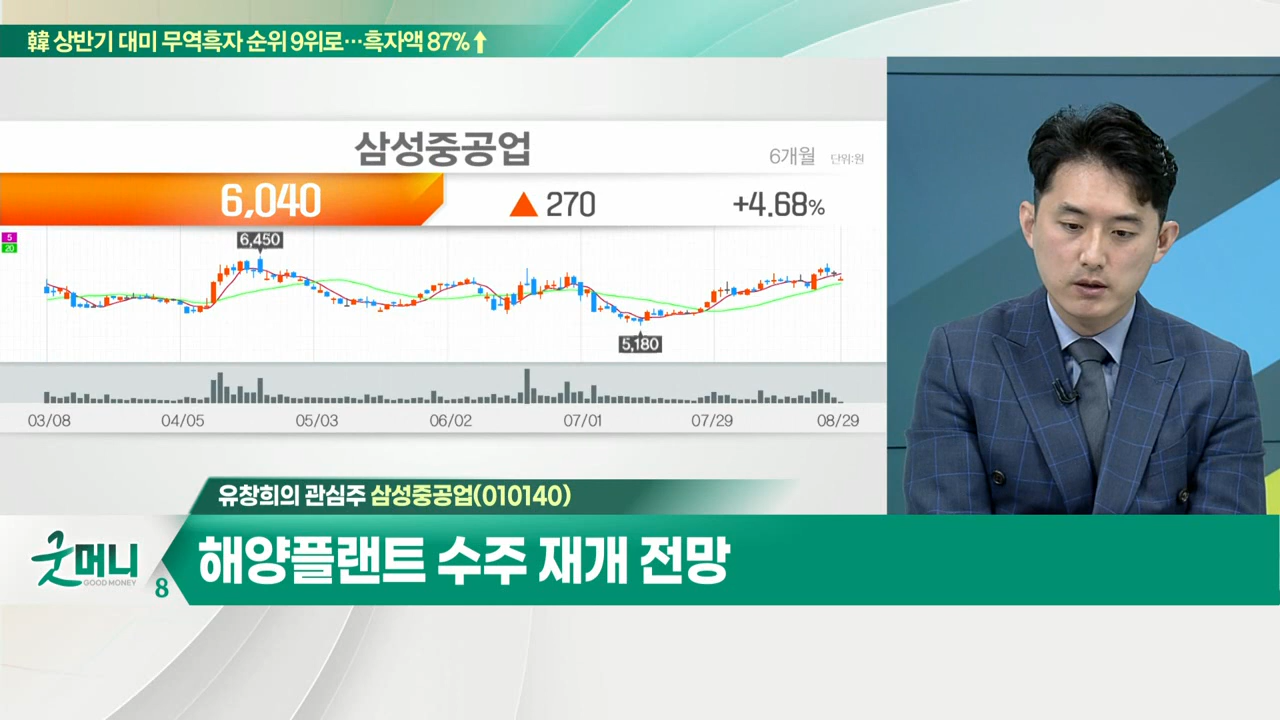 韓 상반기 대미 무역흑자 순위 9위로…흑자액 87%⬆
삼성중공업
6개월 단위:원
6,040 ▲ 270 +4.68%
5
20
6,450
5,180
03/08 04/05 05/03 06/02 07/01 07/29 08/29
유창희의 관심주 삼성중공업(010140)
굿머니
GOOD MONEY
8
해양플랜트 수주 재개 전망